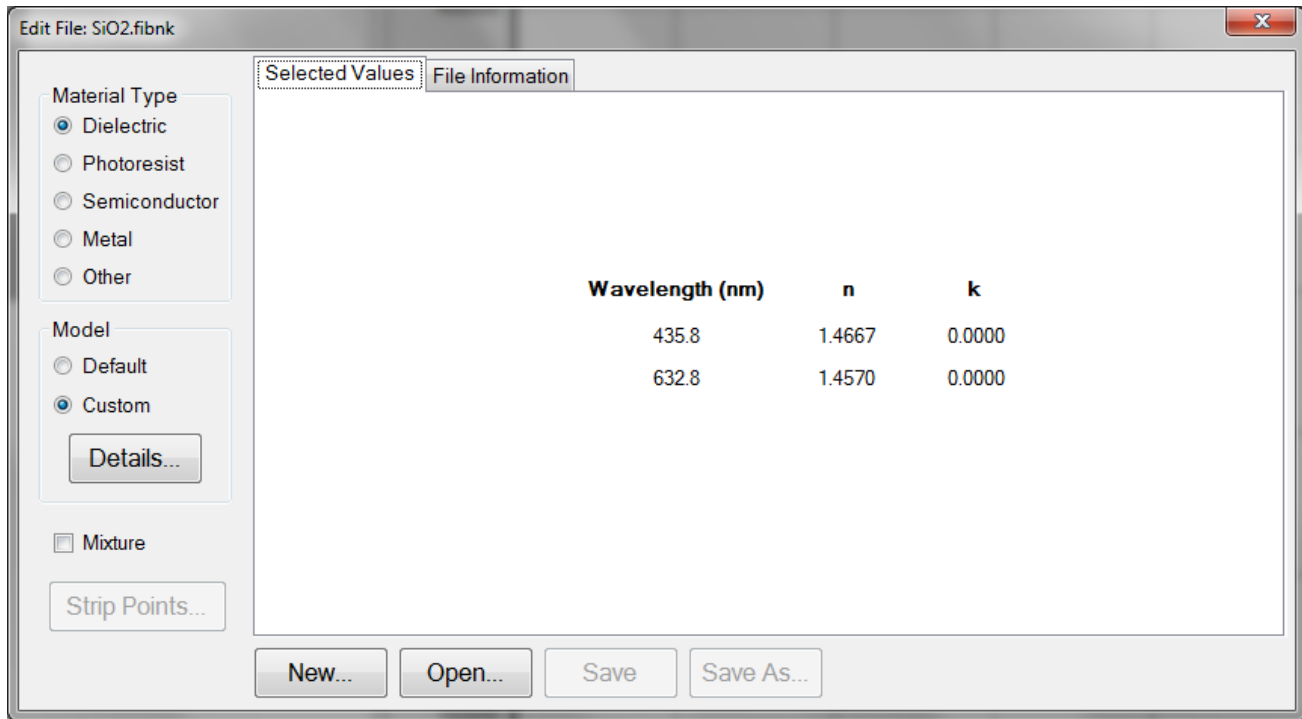 Edit File: SiO2.fibnk
x
Selected Values File Information
Material Type
Dielectric
Photoresist
Semiconductor
Metal
Other
Model
Default
Custom
Details...
Mixture
Strip Points...
Wavelength (nm) n k
435.8 1.4667 0.0000
632.8 1.4570 0.0000
New... Open... Save Save As...